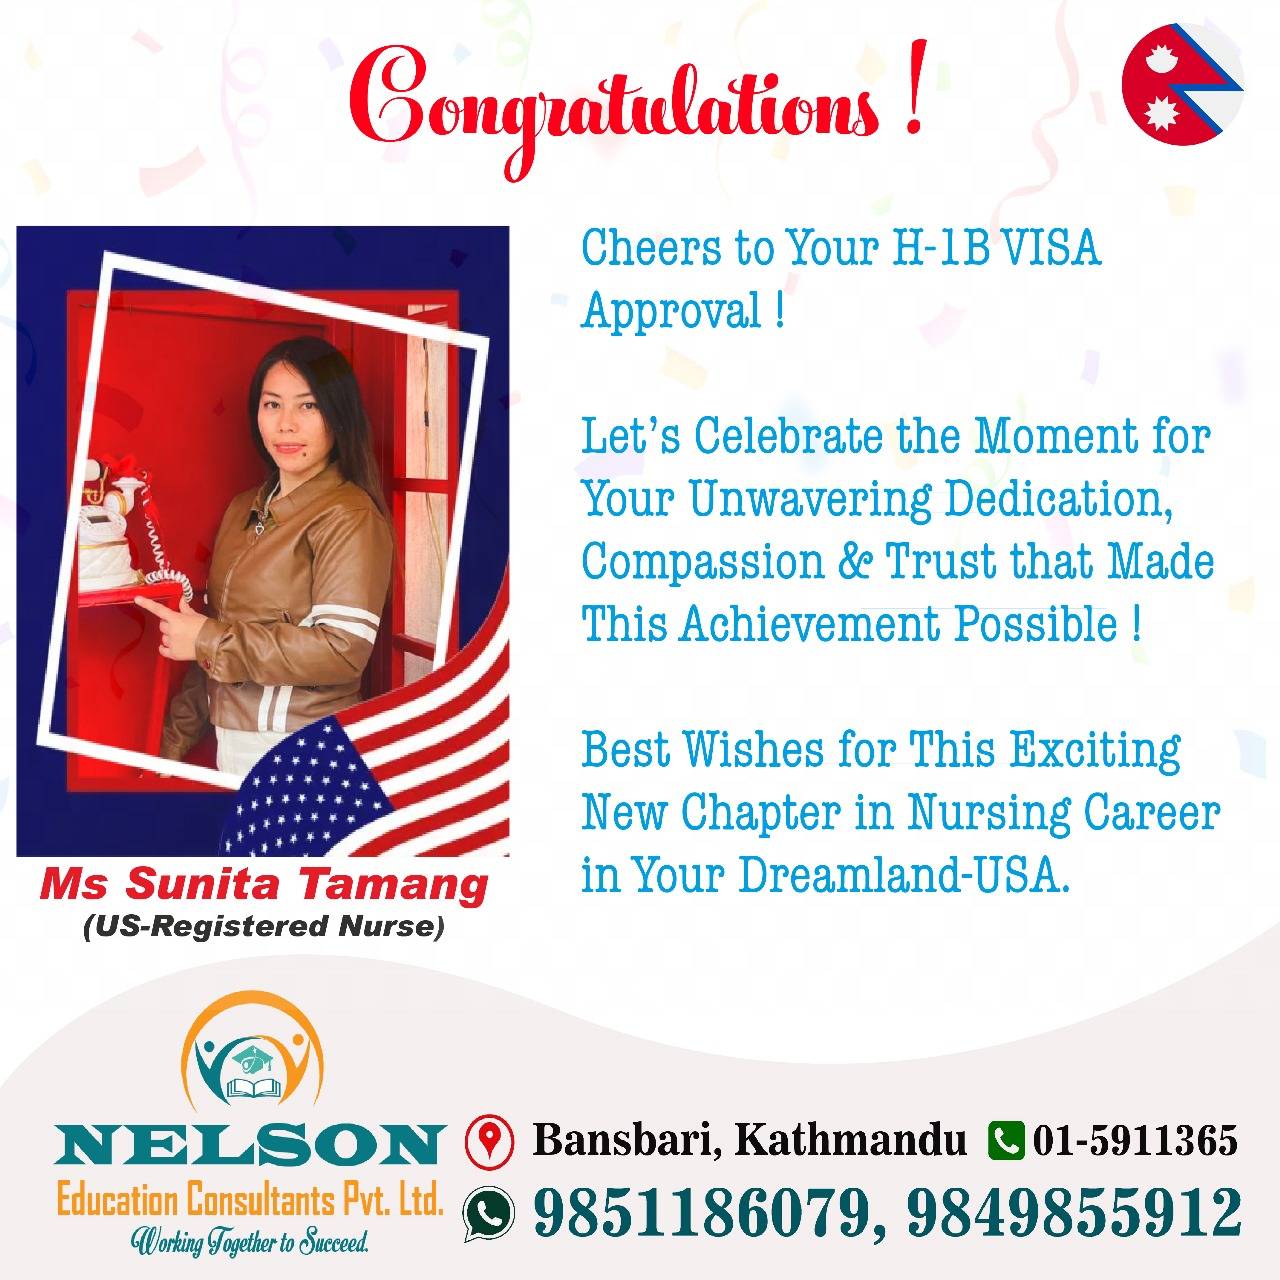 Congratulations !
Cheers to Your H-1B VISA
Approval !
Let's Celebrate the Moment for
Your Unwavering Dedication,
Compassion & Trust that Made
This Achievement Possible !
Best Wishes for This Exciting
New Chapter in Nursing Career
in Your Dreamland-USA.
Ms Sunita Tamang
(US-Registered Nurse)
NELSON
Education Consultants Pvt. Ltd.
Working Together to Succeed.
Bansbari, Kathmandu 01-5911365
9851186079, 9849855912